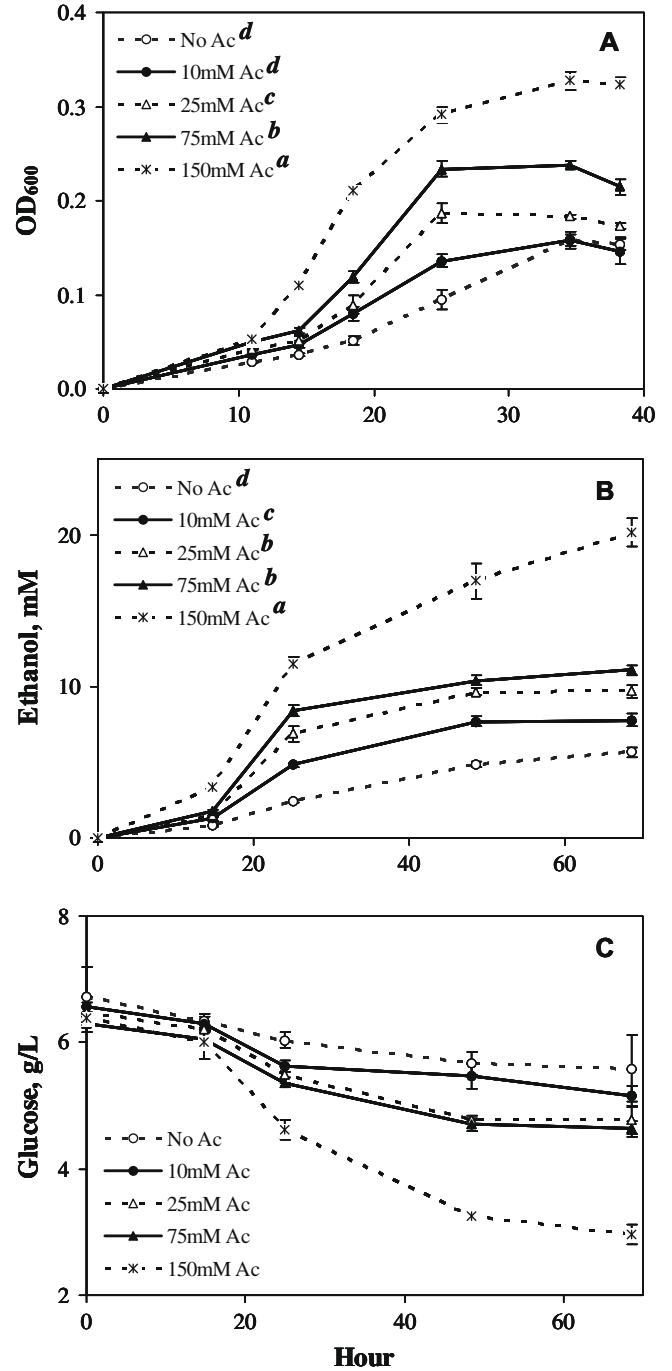 A
0.4
0.3
0.2
0.1
0.0
OD600
No Ac d
10mM Ac d
25mM Ac c
75mM Ac b
150mM Ac a
0 10 20 30 40
B
20
10
0
Ethanol, mM
No Ac d
10mM Ac c
25mM Ac b
75mM Ac b
150mM Ac a
0 20 40 60
C
8
6
4
2
Glucose, g/L
No Ac
10mM Ac
25mM Ac
75mM Ac
150mM Ac
0 20 40 60
Hour